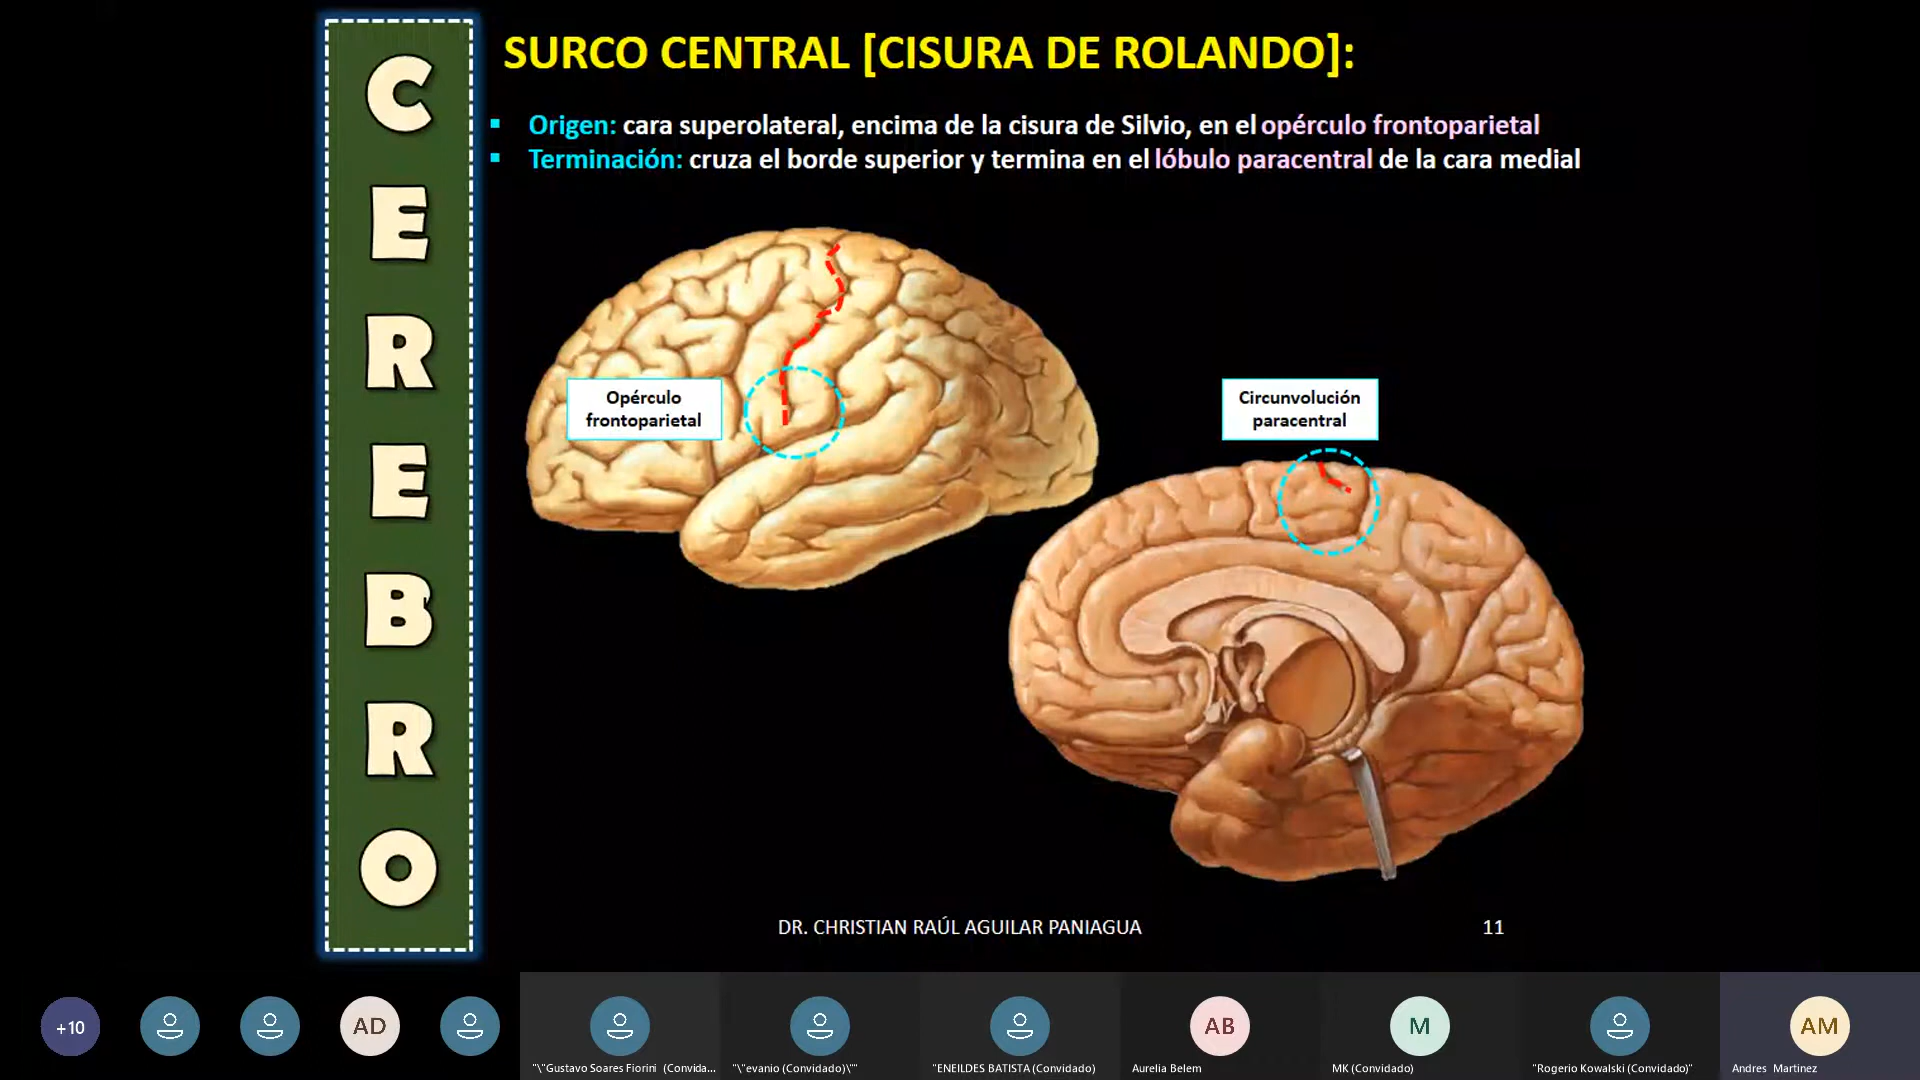 CEREBRO
SURCO CENTRAL [CISURA DE ROLANDO]:
▪ Origen: cara superolateral, encima de la cisura de Silvio, en el opérculo frontoparietal
▪ Terminación: cruza el borde superior y termina en el lóbulo paracentral de la cara medial
Opérculo
frontoparietal
Circunvolución
paracentral
DR. CHRISTIAN RAÚL AGUILAR PANIAGUA
11
+10
AD
AB
M
AM
"\"Gustavo Soares Fiorini (Convida...
"\"evanio (Convidado)\""
"ENEILDES BATISTA (Convidado)
Aurelia Belem
MK (Convidado)
"Rogerio Kowalski (Convidado)"
Andres Martinez